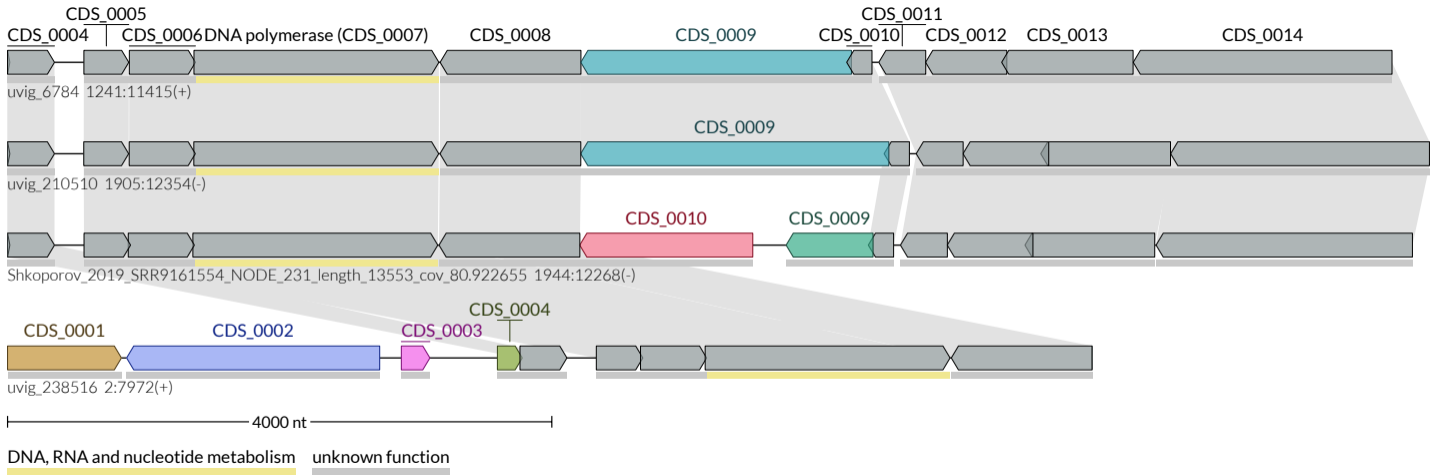 CDS_0005 CDS_0011
CDS_0004 CDS_0006 DNA polymerase (CDS_0007) CDS_0008 CDS_0009 CDS_0010 CDS_0012 CDS_0013 CDS_0014
uvig_6784 1241:11415(+)
CDS_0009
uvig_210510 1905:12354(-)
CDS_0010 CDS_0009
Shkoporov_2019_SRR9161554_NODE_231_length_13553_cov_80.922655 1944:12268(-)
CDS_0004
CDS_0001 CDS_0002 CDS_0003
uvig_238516 2:7972(+)
4000 nt
DNA, RNA and nucleotide metabolism unknown function